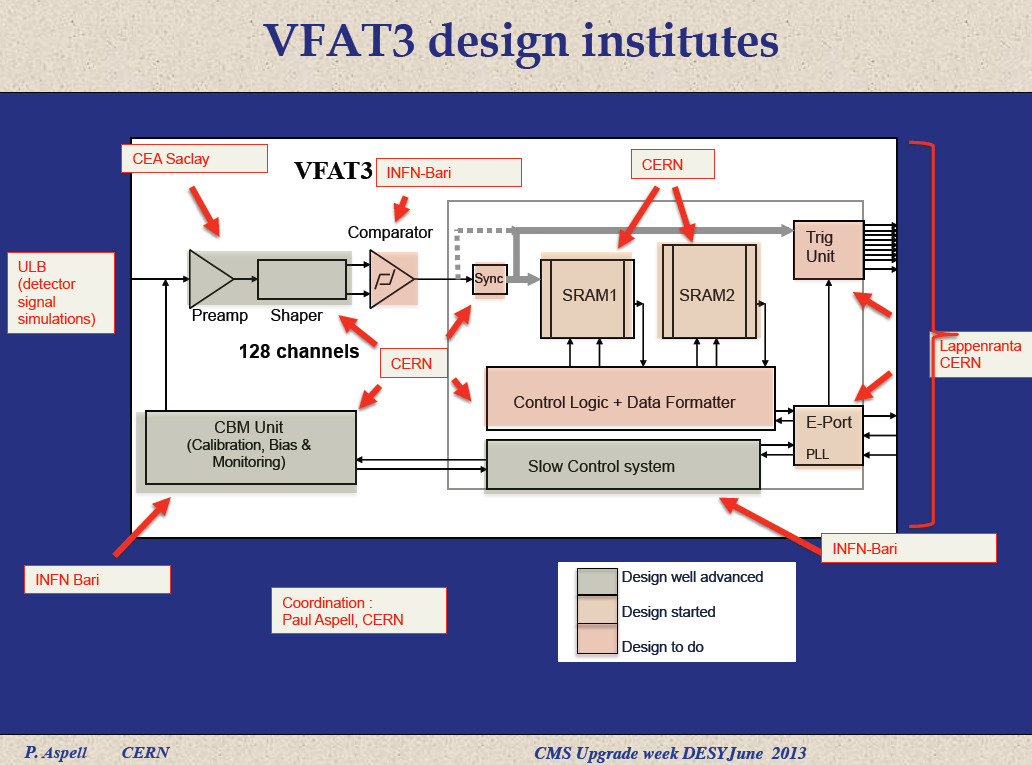 VFAT3 design institutes
CEA Saclay
VFAT3
INFN-Bari
CERN
Comparator
Trig
Unit
ULB
(detector
signal
simulations)
Sync
SRAM1
SRAM2
Preamp
Shaper
128 channels
CERN
Lappenranta
CERN
Control Logic + Data Formatter
E-Port
PLL
CBM Unit
(Calibration, Bias &
Monitoring)
Slow Control system
INFN-Bari
INFN Bari
Coordination :
Paul Aspell, CERN
Design well advanced
Design started
Design to do
P. Aspell CERN
CMS Upgrade week DESY June 2013